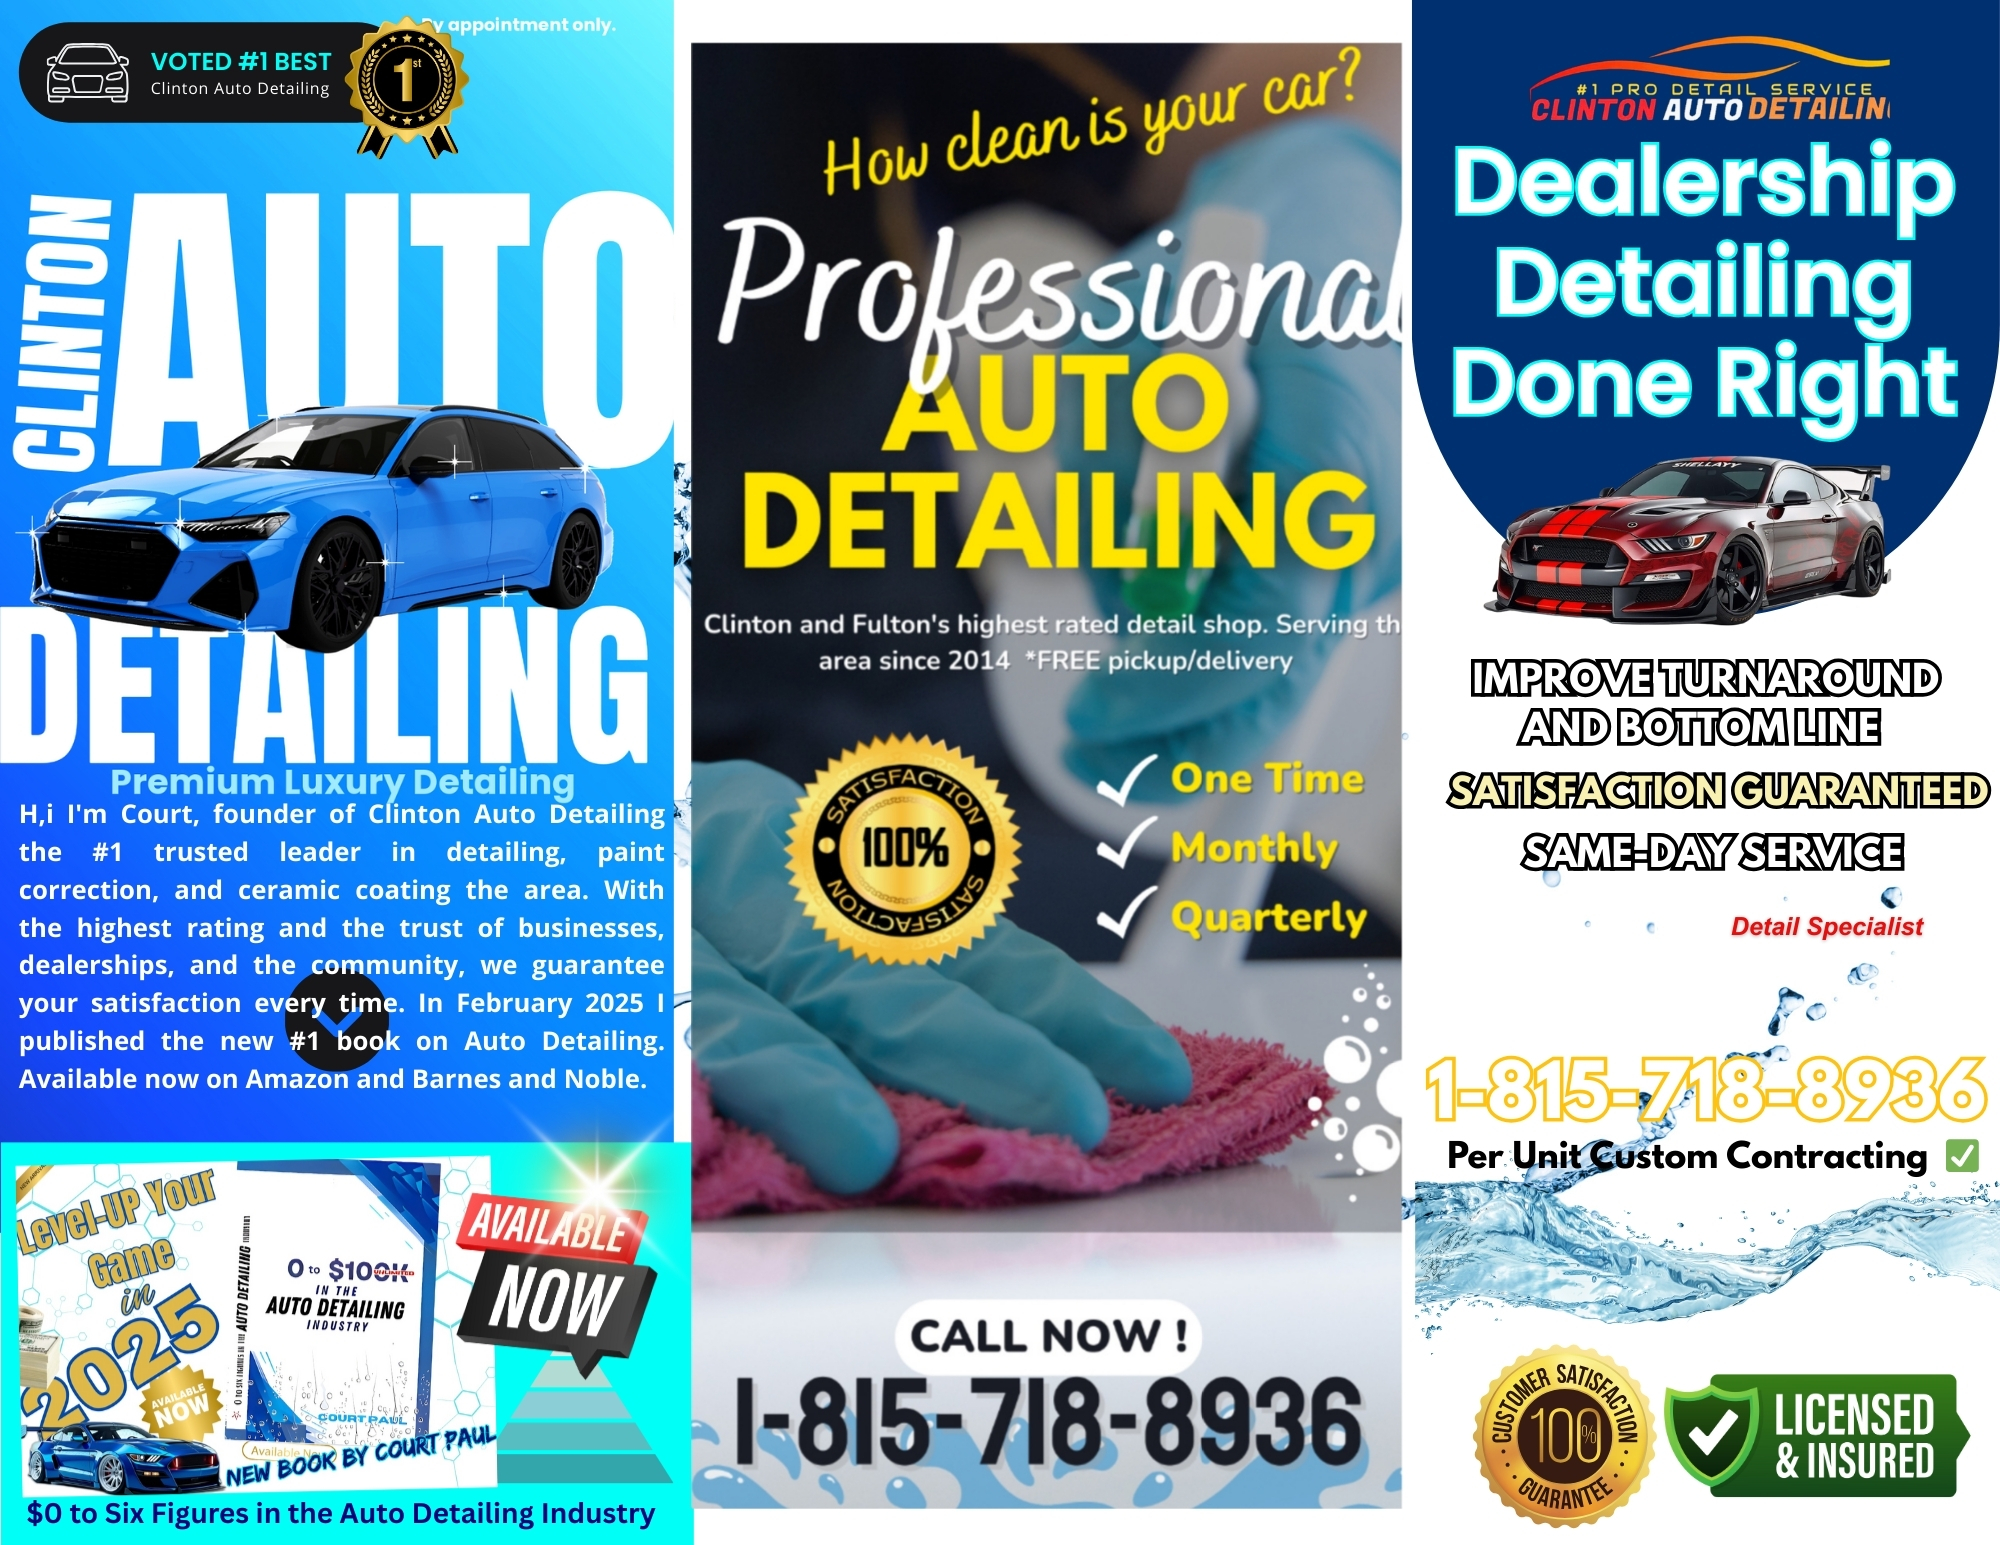 By appointment only.
VOTED #1 BEST
Clinton Auto Detailing
1st
CLINTON
AUTO
DETAILING
Premium Luxury Detailing
H,i I'm Court, founder of Clinton Auto Detailing
the #1 trusted leader in detailing, paint
correction, and ceramic coating the area. With
the highest rating and the trust of businesses,
dealerships, and the community, we guarantee
your satisfaction every time. In February 2025 I
published the new #1 book on Auto Detailing.
Available now on Amazon and Barnes and Noble.
Level-UP Your
Game
in
2025
AVAILABLE
NOW
AUTO DETAILING
0 to $100K
UNLIMITED
IN THE
AUTO DETAILING
INDUSTRY
COURT PAUL
Available Now
NEW BOOK BY COURT PAUL
AVAILABLE
NOW
$0 to Six Figures in the Auto Detailing Industry
How clean is your car?
Professional
AUTO
DETAILING
Clinton and Fulton's highest rated detail shop. Serving th
area since 2014 *FREE pickup/delivery
SATISFACTION
100%
SATISFACTION
One Time
Monthly
Quarterly
CALL NOW !
1-815-718-8936
#1 PRO DETAIL SERVICE
CLINTON AUTO DETAILIN
Dealership
Detailing
Done Right
SHELLAYY
IMPROVE TURNAROUND
AND BOTTOM LINE
SATISFACTION GUARANTEED
SAME-DAY SERVICE
Detail Specialist
1-815-718-8936
Per Unit Custom Contracting
CUSTOMER SATISFACTION
100%
GUARANTEE
LICENSED
& INSURED